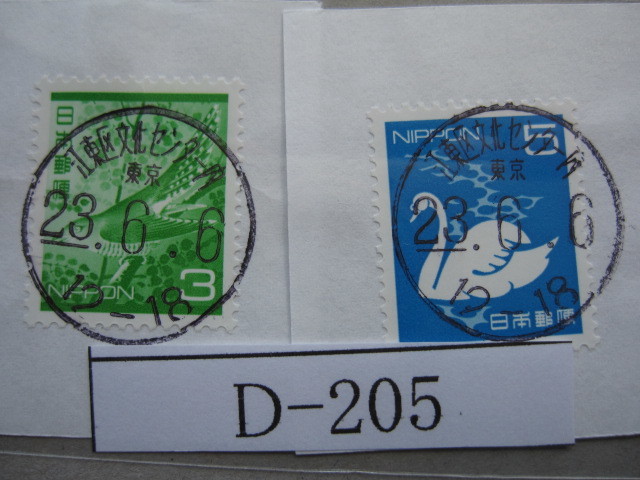 日本郵便
江東区文化センター内
東京
23.6.6
12-18
NIPPON 3
NIPPON 5
江東区文化センター内
東京
23.6.6
12-18
日本郵便
D-205